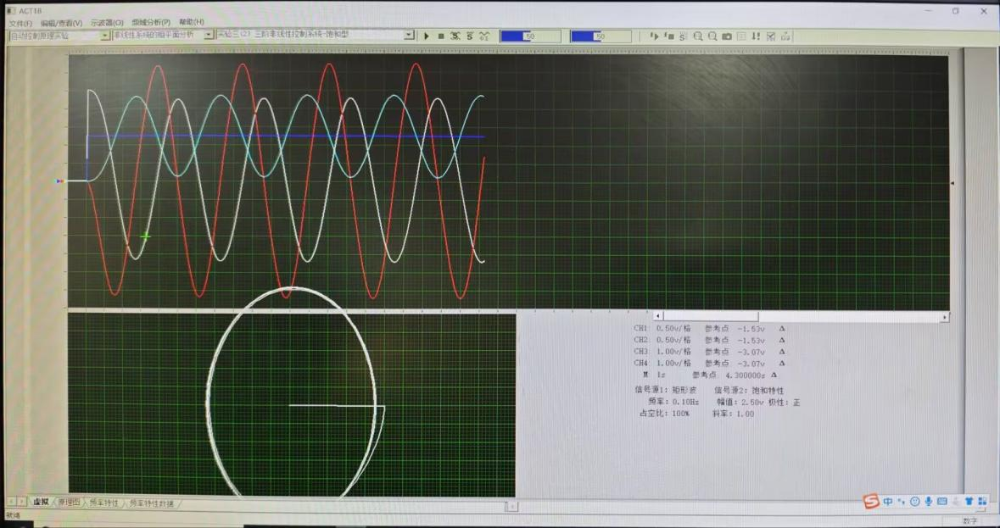 ACT1B
文件(F) 编辑/查看(V) 示波器(O) 频域分析(P) 帮助(H)
自动控制原理实验 非线性系统的相平面分析 实验三(2) 三阶非线性控制系统-饱和型 50 50
CH1 0.50v/格 参考点 -1.53v Δ
CH2 0.50v/格 参考点 -1.53v Δ
CH3 1.00v/格 参考点 -3.07v Δ
CH4 1.00v/格 参考点 -3.07v Δ
M 1s 参考点 4.300000s Δ
信号源1: 矩形波 信号源2: 饱和特性
频率: 0.10Hz 幅值: 2.50v 极性: 正
占空比: 100% 斜率: 1.00
虚拟 原理图 频率特性 频率特性数据
中
就绪
数字